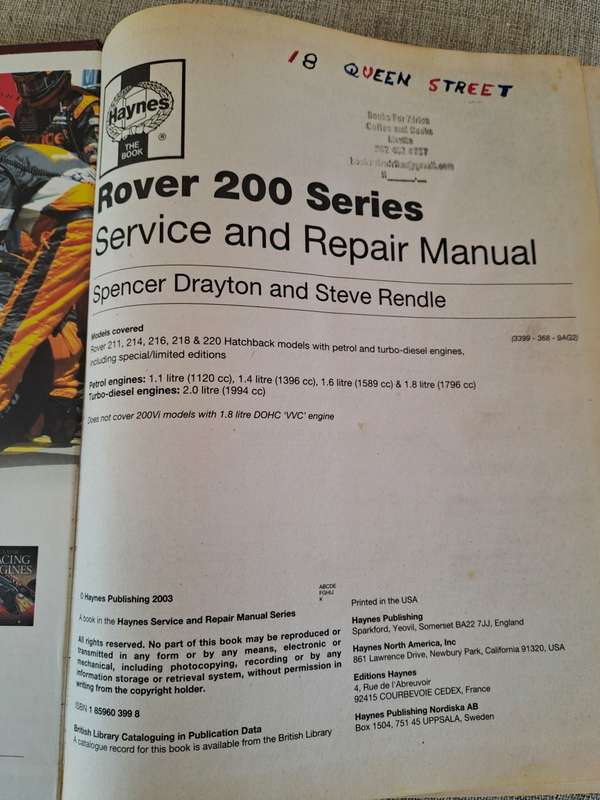 18 QUEEN STREET
Haynes
THE BOOK
®
Books For Africa
Coffee and Books
Rover 200 Series
Service and Repair Manual
Spencer Drayton and Steve Rendle
Models covered
(3399 - 368 - 9AG2)
Rover 211, 214, 216, 218 & 220 Hatchback models with petrol and turbo-diesel engines,
including special/limited editions
Petrol engines: 1.1 litre (1120 cc), 1.4 litre (1396 cc), 1.6 litre (1589 cc) & 1.8 litre (1796 cc)
Turbo-diesel engines: 2.0 litre (1994 cc)
Does not cover 200Vi models with 1.8 litre DOHC 'VVC' engine
© Haynes Publishing 2003
A book in the Haynes Service and Repair Manual Series
All rights reserved. No part of this book may be reproduced or
transmitted in any form or by any means, electronic or
mechanical, including photocopying, recording or by any
information storage or retrieval system, without permission in
writing from the copyright holder.
ISBN 1 85960 399 8
British Library Cataloguing in Publication Data
A catalogue record for this book is available from the British Library
ABCDE
FGHIJ
K
Printed in the USA
Haynes Publishing
Sparkford, Yeovil, Somerset BA22 7JJ, England
Haynes North America, Inc
861 Lawrence Drive, Newbury Park, California 91320, USA
Editions Haynes
4, Rue de l'Abreuvoir
92415 COURBEVOIE CEDEX, France
Haynes Publishing Nordiska AB
Box 1504, 751 45 UPPSALA, Sweden